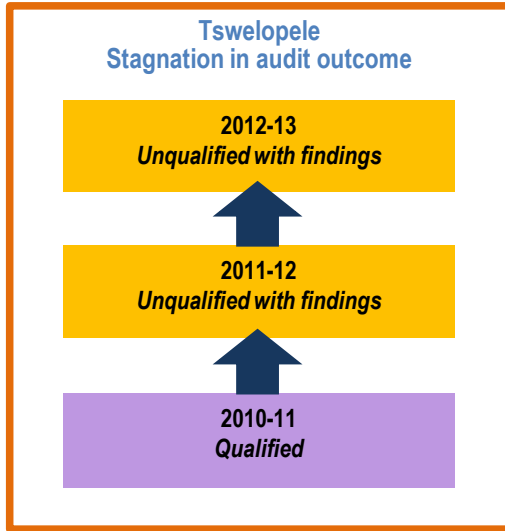 Tswelopele
Stagnation in audit outcome
2012-13
Unqualified with findings
2011-12
Unqualified with findings
2010-11
Qualified